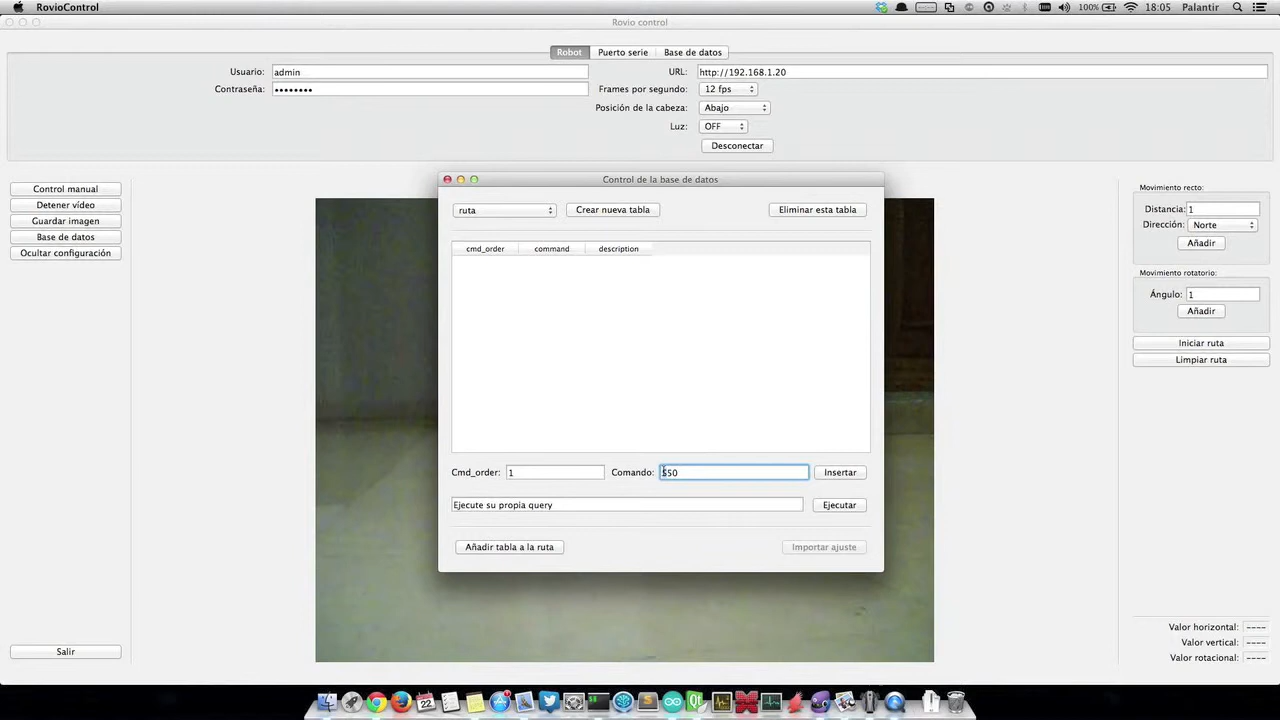 RovioControl
100%
18:05
Palantir
Rovio control
Robot
Puerto serie
Base de datos
Usuario:
admin
URL:
http://192.168.1.20
Contraseña:
••••••••
Frames por segundo:
12 fps
Posición de la cabeza:
Abajo
Luz:
OFF
Desconectar
Control manual
Detener vídeo
Guardar imagen
Base de datos
Ocultar configuración
Control de la base de datos
ruta
Crear nueva tabla
Eliminar esta tabla
cmd_order
command
description
Cmd_order:
1
Comando:
Insertar
Ejecute su propia query
Ejecutar
Añadir tabla a la ruta
Importar ajuste
Movimiento recto:
Distancia:
1
Dirección:
Norte
Añadir
Movimiento rotatorio:
Ángulo:
1
Añadir
Iniciar ruta
Limpiar ruta
Valor horizontal:
----
Valor vertical:
----
Valor rotacional:
----
Salir
22
Qt